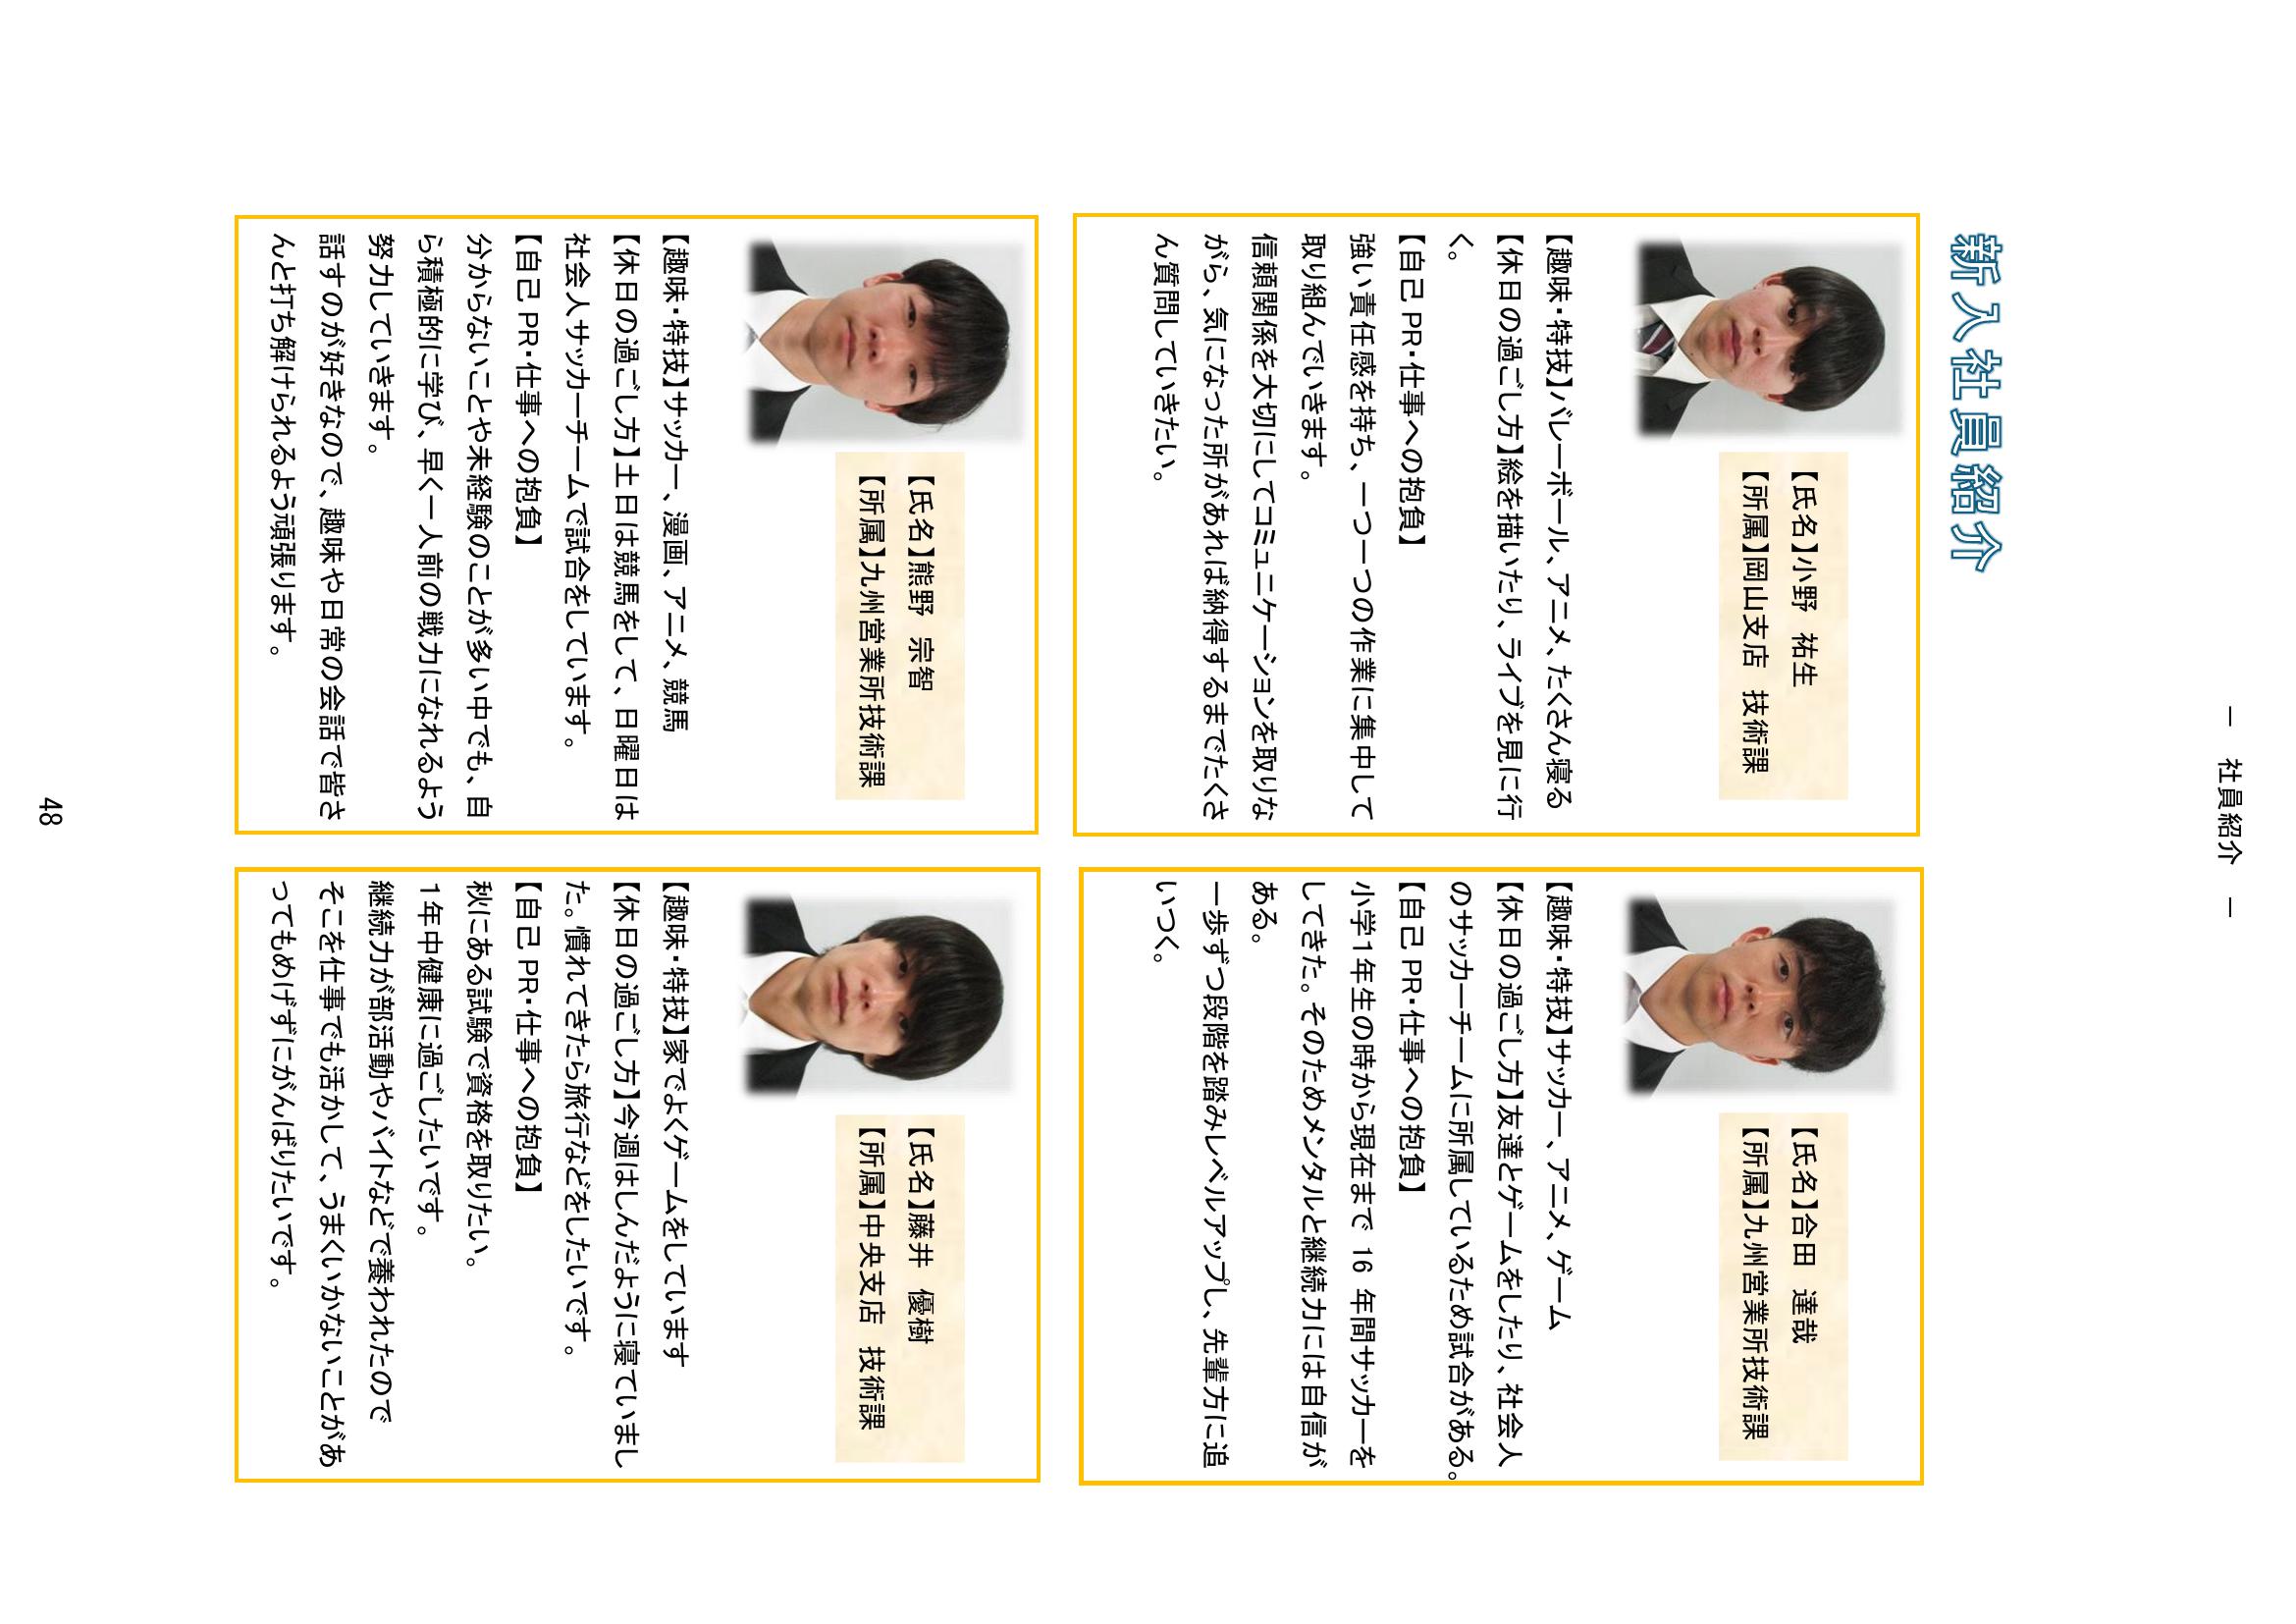 ― 社員紹介 ―
新入社員紹介
【氏名】小野　祐生
【所属】岡山支店　技術課
【趣味・特技】バレーボール、アニメ、たくさん寝る
【休日の過ごし方】絵を描いたり、ライブを見に行
く。
【自己 PR・仕事への抱負】
強い責任感を持ち、一つ一つの作業に集中して
取り組んでいきます。
信頼関係を大切にしてコミュニケーションを取りな
がら、気になった所があれば納得するまでたくさ
ん質問していきたい。
【氏名】合田　達哉
【所属】九州営業所技術課
【趣味・特技】サッカー、アニメ、ゲーム
【休日の過ごし方】友達とゲームをしたり、社会人
のサッカーチームに所属しているため試合がある。
【自己 PR・仕事への抱負】
小学1年生の時から現在まで 16 年間サッカーを
してきた。そのためメンタルと継続力には自信が
ある。
一歩ずつ段階を踏みレベルアップし、先輩方に追
いつく。
【氏名】熊野　宗智
【所属】九州営業所技術課
【趣味・特技】サッカー、漫画、アニメ、競馬
【休日の過ごし方】土日は競馬をして、日曜日は
社会人サッカーチームで試合をしています。
【自己 PR・仕事への抱負】
分からないことや未経験のことが多い中でも、自
ら積極的に学び、早く一人前の戦力になれるよう
努力していきます。
話すのが好きなので、趣味や日常の会話で皆さ
んと打ち解けられるよう頑張ります。
【氏名】藤井　優樹
【所属】中央支店　技術課
【趣味・特技】家でよくゲームをしています
【休日の過ごし方】今週はしんだように寝ていまし
た。慣れてきたら旅行などをしたいです。
【自己 PR・仕事への抱負】
秋にある試験で資格を取りたい。
1年中健康に過ごしたいです。
継続力が部活動やバイトなどで養われたので
そこを仕事でも活かして、うまくいかないことがあ
ってもめげずにがんばりたいです。
48